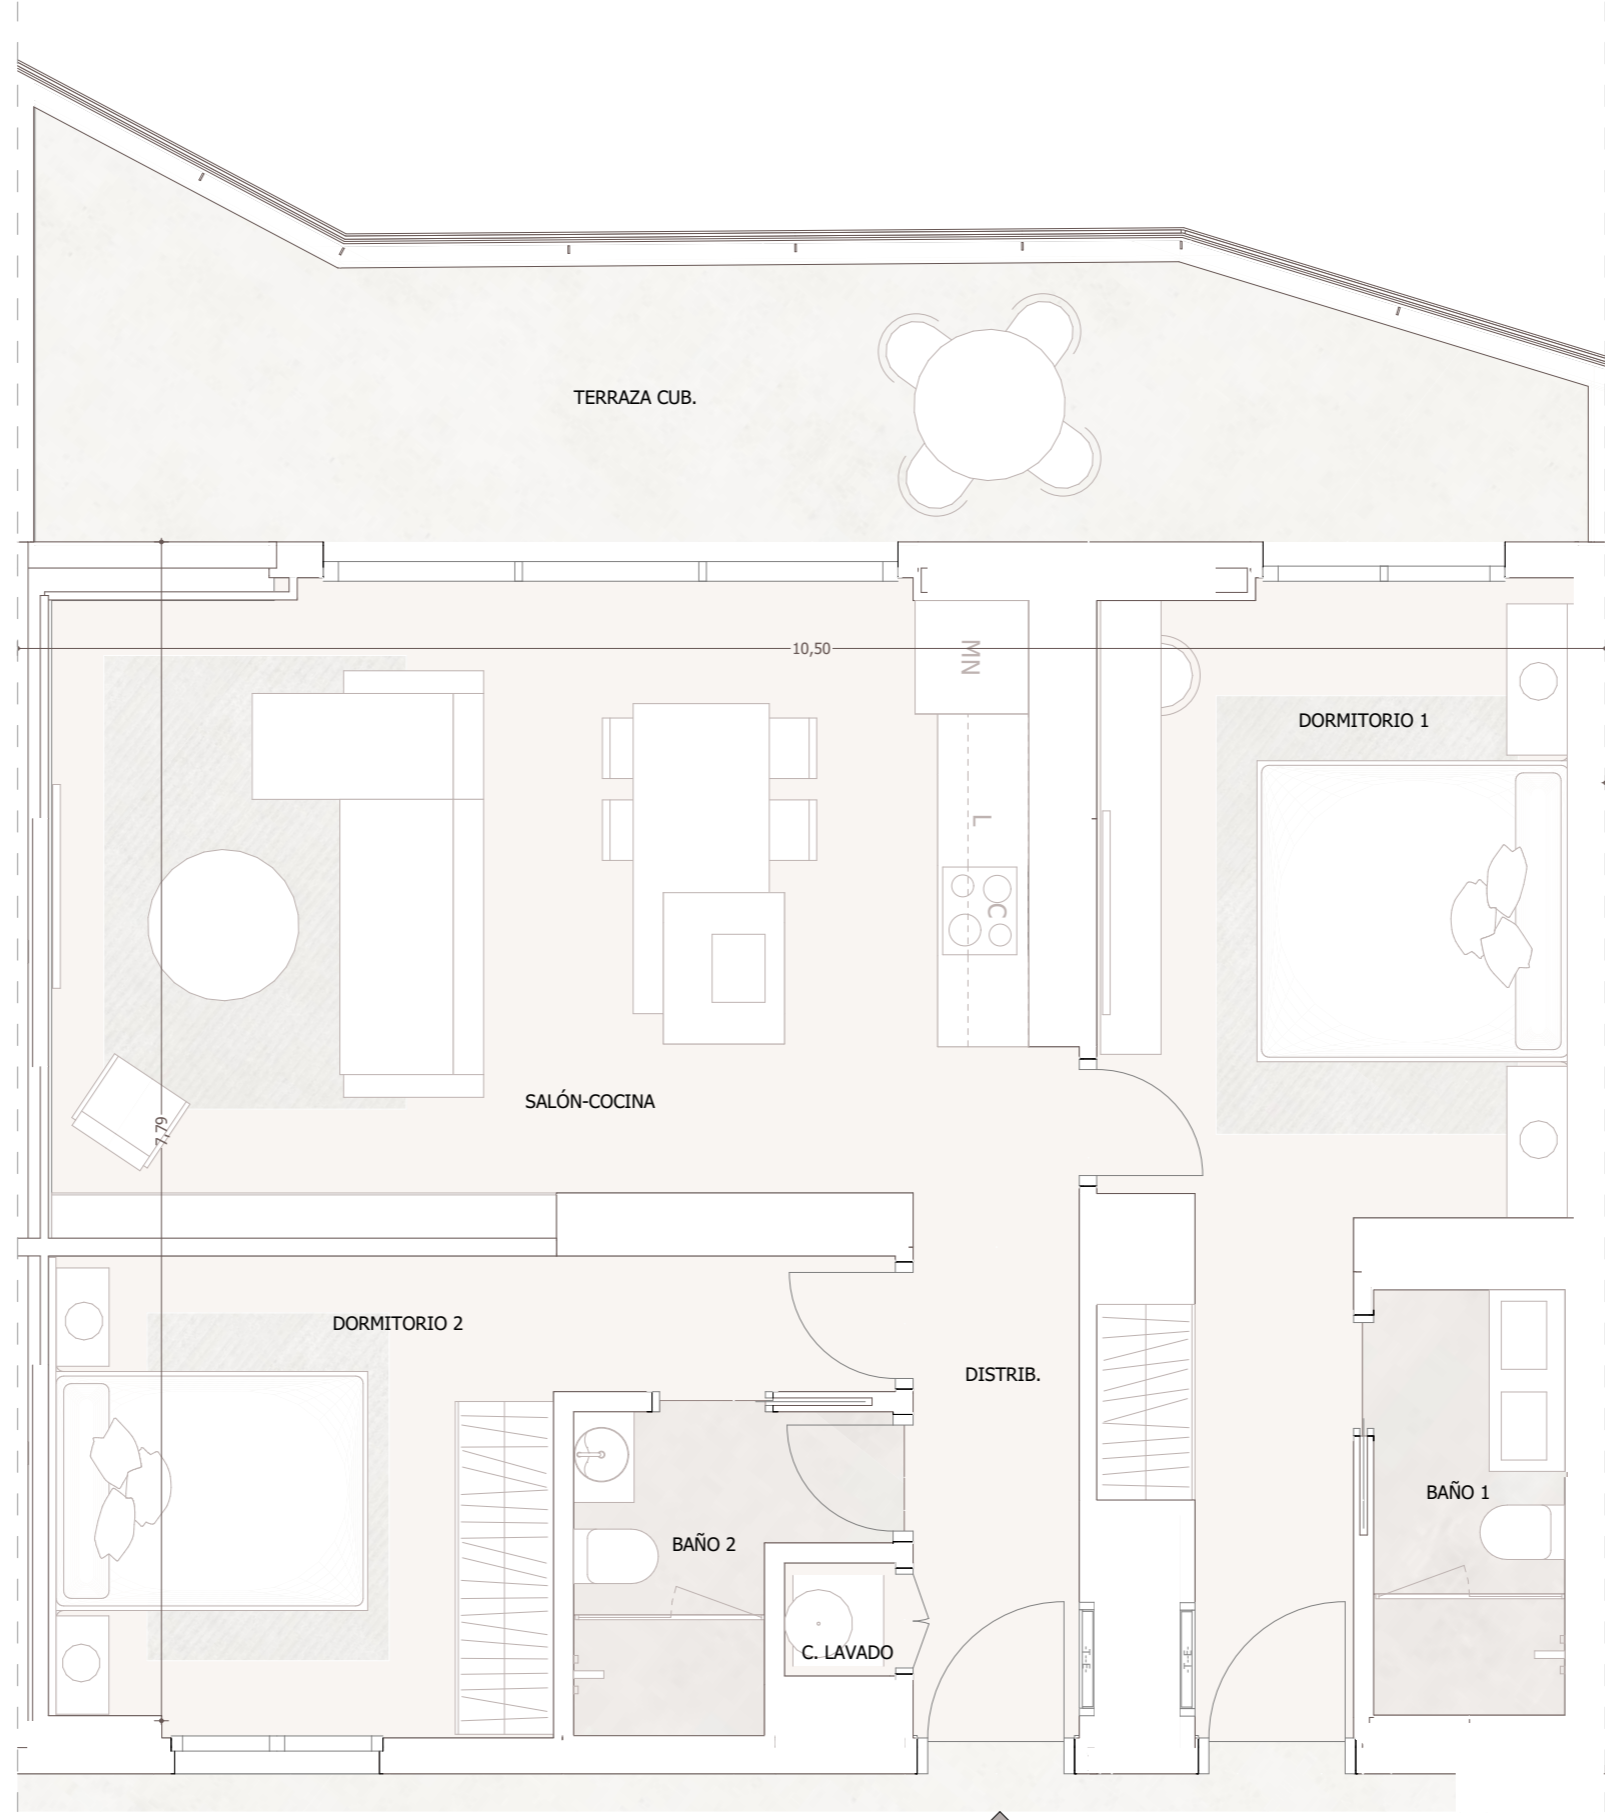 TERRAZA CUB.
10,50
MN
DORMITORIO 1
L
C
SALÓN-COCINA
7,79
DORMITORIO 2
DISTRIB.
BAÑO 1
BAÑO 2
C. LAVADO
-T-E-
-T-E-